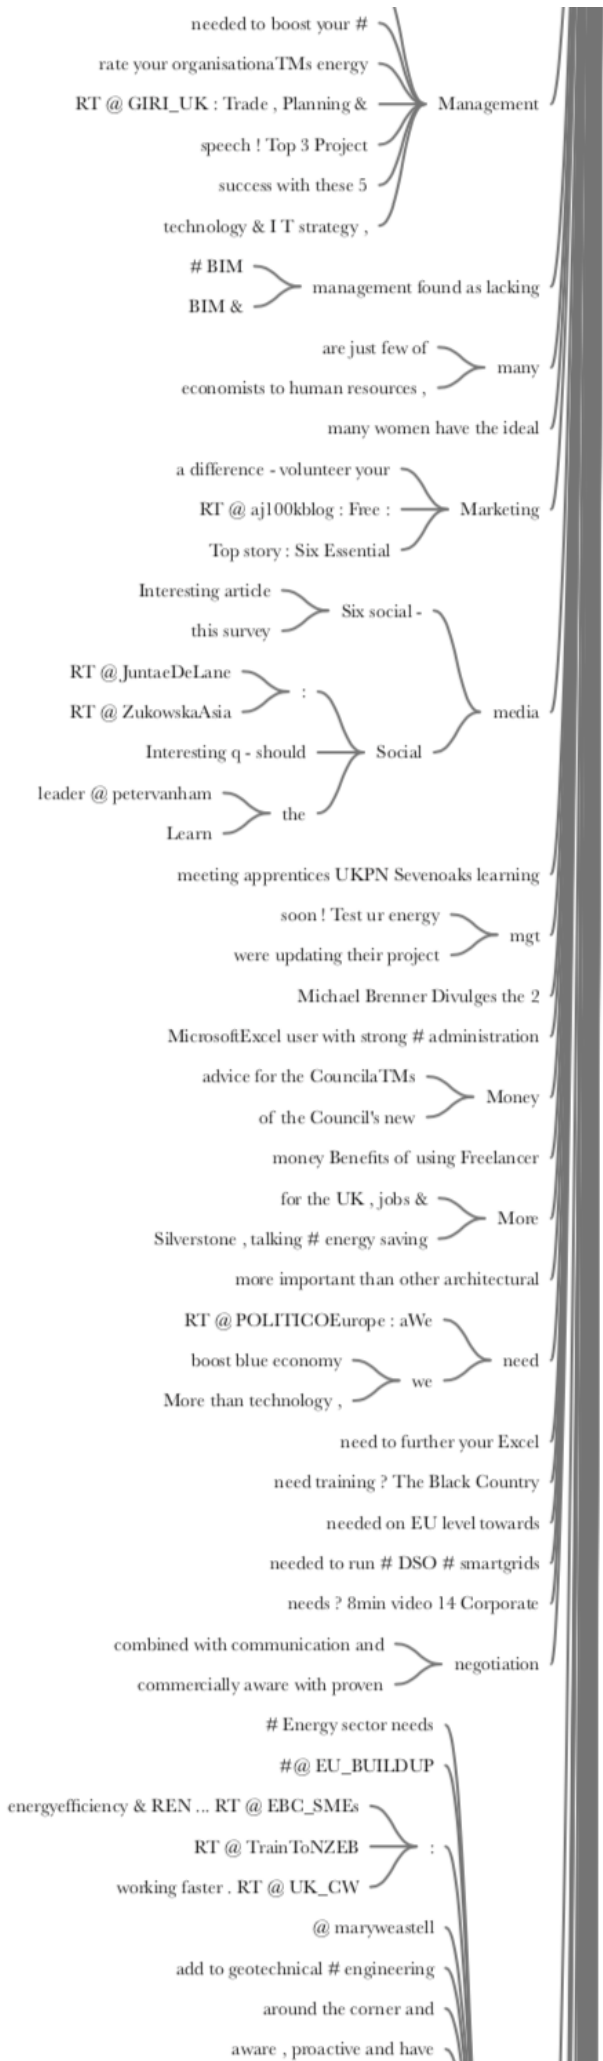 needed to boost your #
rate your organisationaTMs energy
RT @ GIRI_UK : Trade , Planning &
Management
speech ! Top 3 Project
success with these 5
technology & I T strategy ,
# BIM
management found as lacking
BIM &
are just few of
many
economists to human resources ,
many women have the ideal
a difference - volunteer your
RT @ aj100kblog : Free :
Marketing
Top story : Six Essential
Interesting article
Six social -
this survey
RT @ JuntaeDeLane
:
RT @ ZukowskaAsia
media
Interesting q - should
Social
leader @ petervanham
the
Learn
meeting apprentices UKPN Sevenoaks learning
soon ! Test ur energy
mgt
were updating their project
Michael Brenner Divulges the 2
MicrosoftExcel user with strong # administration
advice for the CouncilaTMs
Money
of the Council's new
money Benefits of using Freelancer
for the UK , jobs &
More
Silverstone , talking # energy saving
more important than other architectural
RT @ POLITICOEurope : aWe
need
boost blue economy
we
More than technology ,
need to further your Excel
need training ? The Black Country
needed on EU level towards
needed to run # DSO # smartgrids
needs ? 8min video 14 Corporate
combined with communication and
negotiation
commercially aware with proven
# Energy sector needs
#@ EU_BUILDUP
energyefficiency & REN ... RT @ EBC_SMEs
RT @ TrainToNZEB
:
working faster . RT @ UK_CW
@ maryweastell
add to geotechnical # engineering
around the corner and
aware , proactive and have